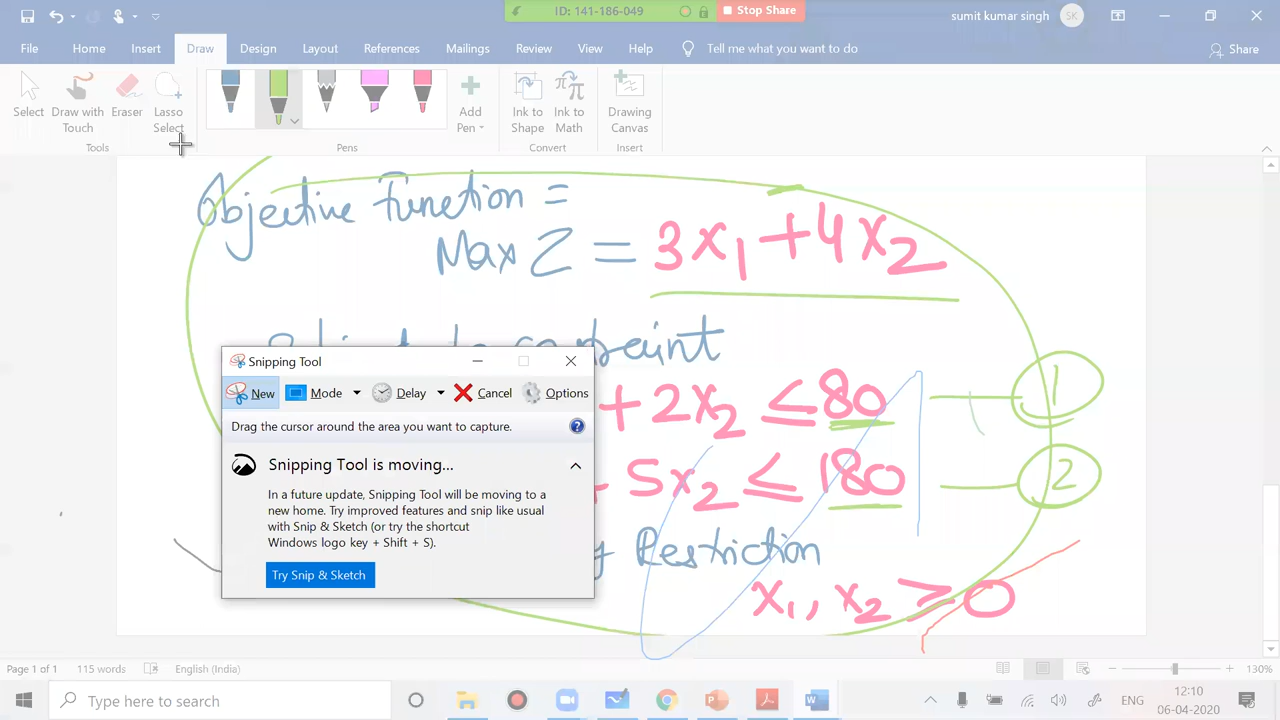 ID: 141-186-049
Stop Share
sumit kumar singh
SK
File
Home
Insert
Draw
Design
Layout
References
Mailings
Review
View
Help
Tell me what you want to do
Share
Select
Draw with Touch
Eraser
Lasso Select
Add Pen
Ink to Shape
Ink to Math
Drawing Canvas
Tools
Pens
Convert
Insert
Objective Function =
Max Z = 3x₁ + 4x₂
constraint
+ 2x₂ ≤ 80
1
5x₂ ≤ 180
2
Restriction
x₁, x₂ ≥ 0
Snipping Tool
New
Mode
Delay
Cancel
Options
Drag the cursor around the area you want to capture.
Snipping Tool is moving...
In a future update, Snipping Tool will be moving to a
new home. Try improved features and snip like usual
with Snip & Sketch (or try the shortcut
Windows logo key + Shift + S).
Try Snip & Sketch
Page 1 of 1
115 words
English (India)
130%
Type here to search
ENG
12:10
06-04-2020